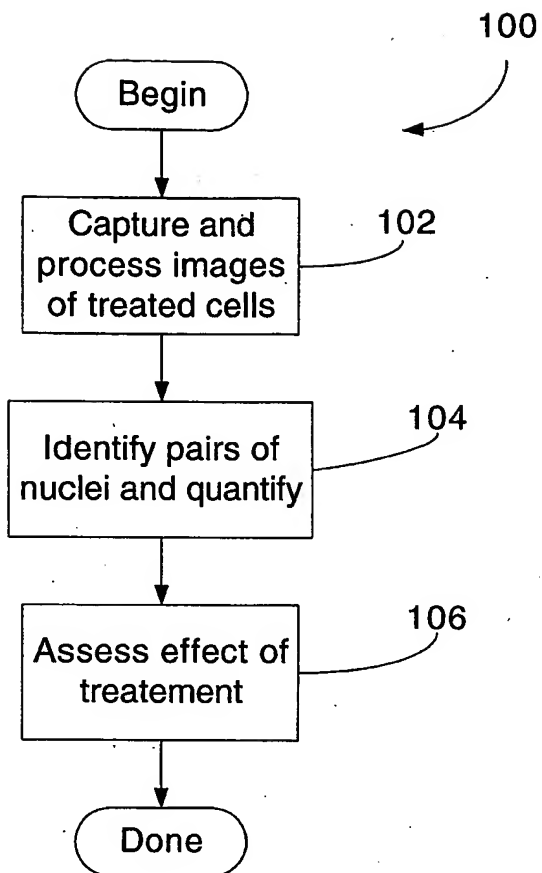 100
Begin
Capture and
process images
of treated cells
102
Identify pairs of
nuclei and quantify
104
Assess effect of
treatement
106
Done